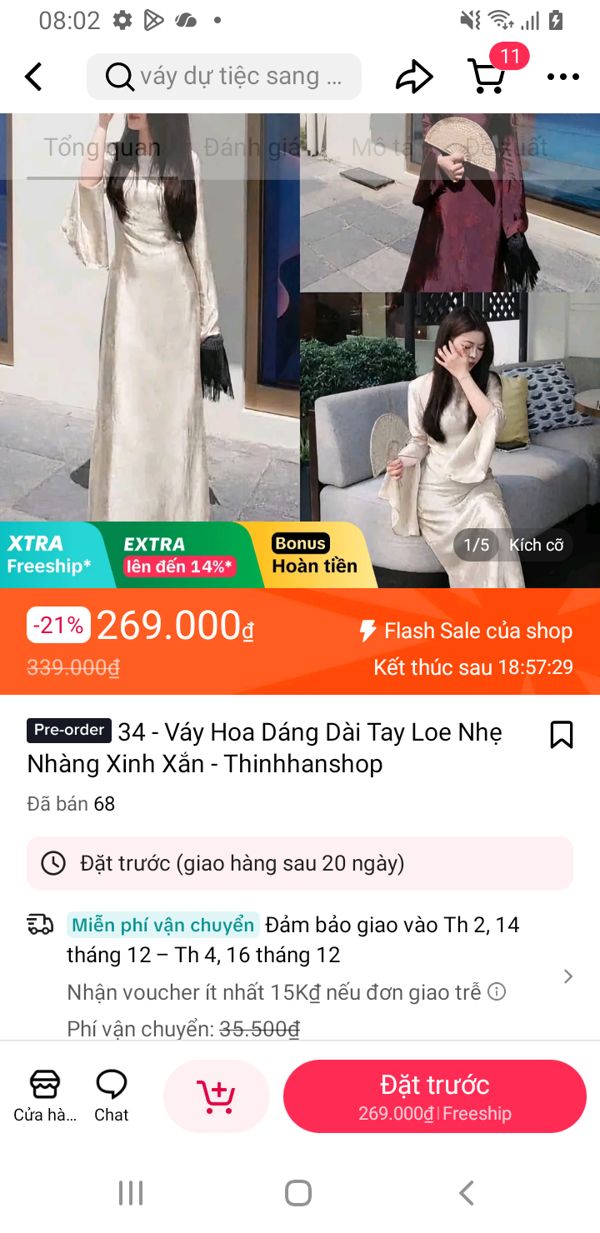 08:02
váy dự tiệc sang ...
11
Tổng quan Đánh giá Mô tả Đề xuất
XTRA
Freeship*
EXTRA
lên đến 14%*
Bonus
Hoàn tiền
1/5 Kích cỡ
-21% 269.000₫
339.000₫
Flash Sale của shop
Kết thúc sau 18:57:29
Pre-order 34 - Váy Hoa Dáng Dài Tay Loe Nhẹ
Nhàng Xinh Xắn - Thinhhanshop
Đã bán 68
Đặt trước (giao hàng sau 20 ngày)
Miễn phí vận chuyển Đảm bảo giao vào Th 2, 14
tháng 12 – Th 4, 16 tháng 12
Nhận voucher ít nhất 15K₫ nếu đơn giao trễ
Phí vận chuyển: 35.500₫
Cửa hà...
Chat
Đặt trước
269.000₫ | Freeship